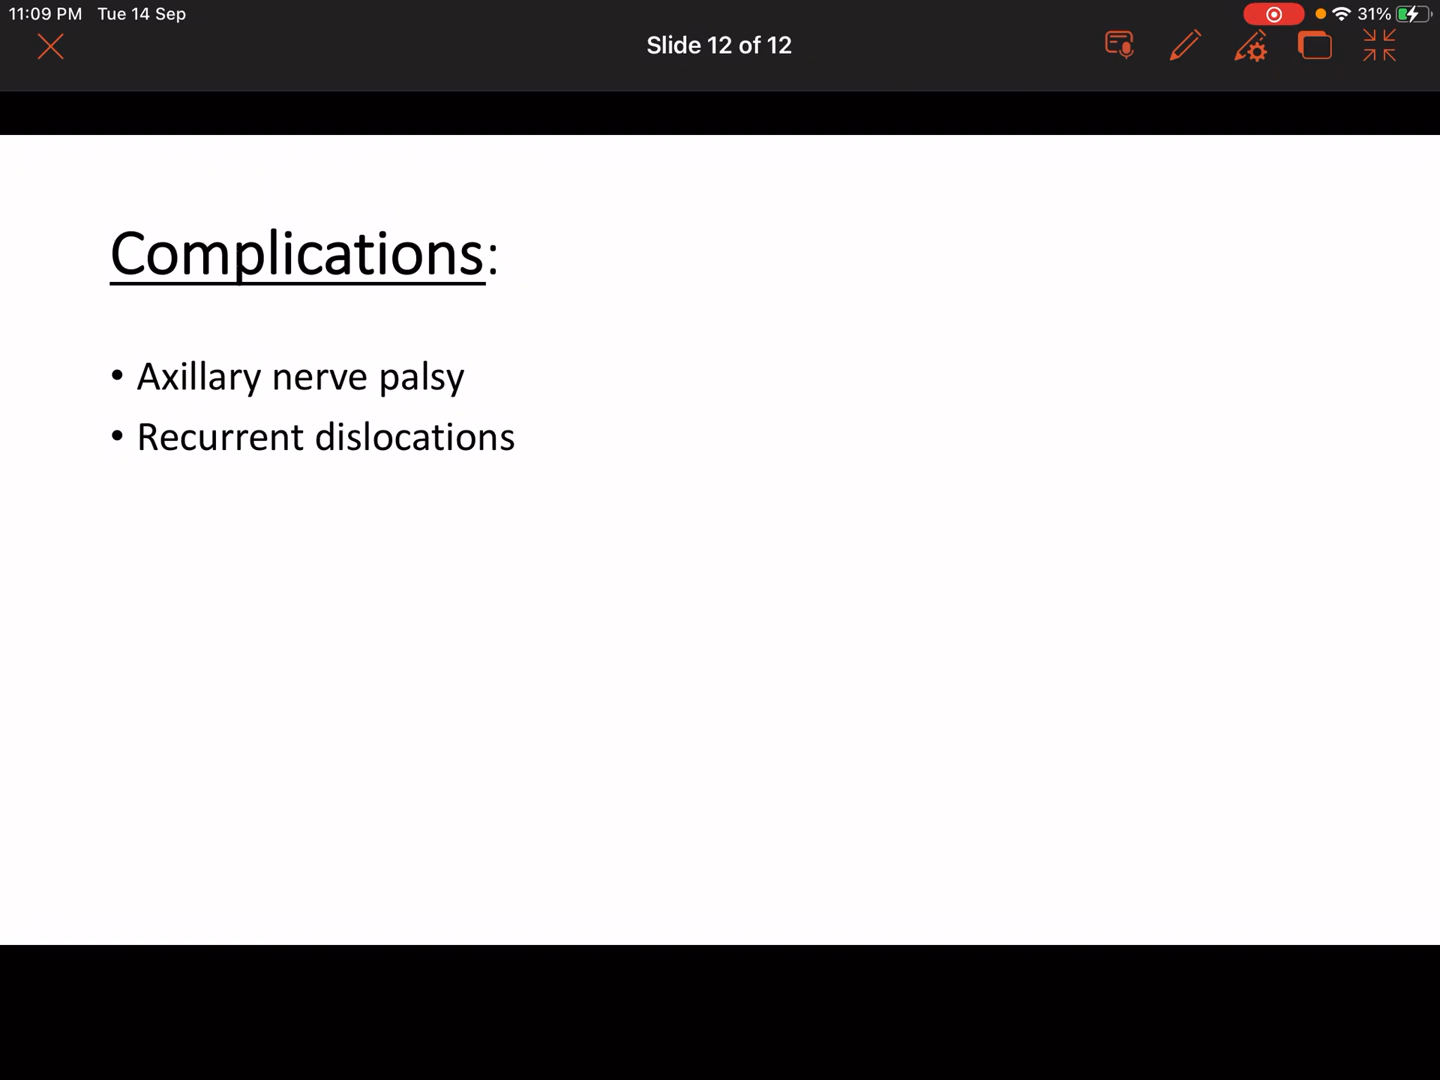 11:09 PM Tue 14 Sep
31%
Slide 12 of 12
Complications:
• Axillary nerve palsy
• Recurrent dislocations